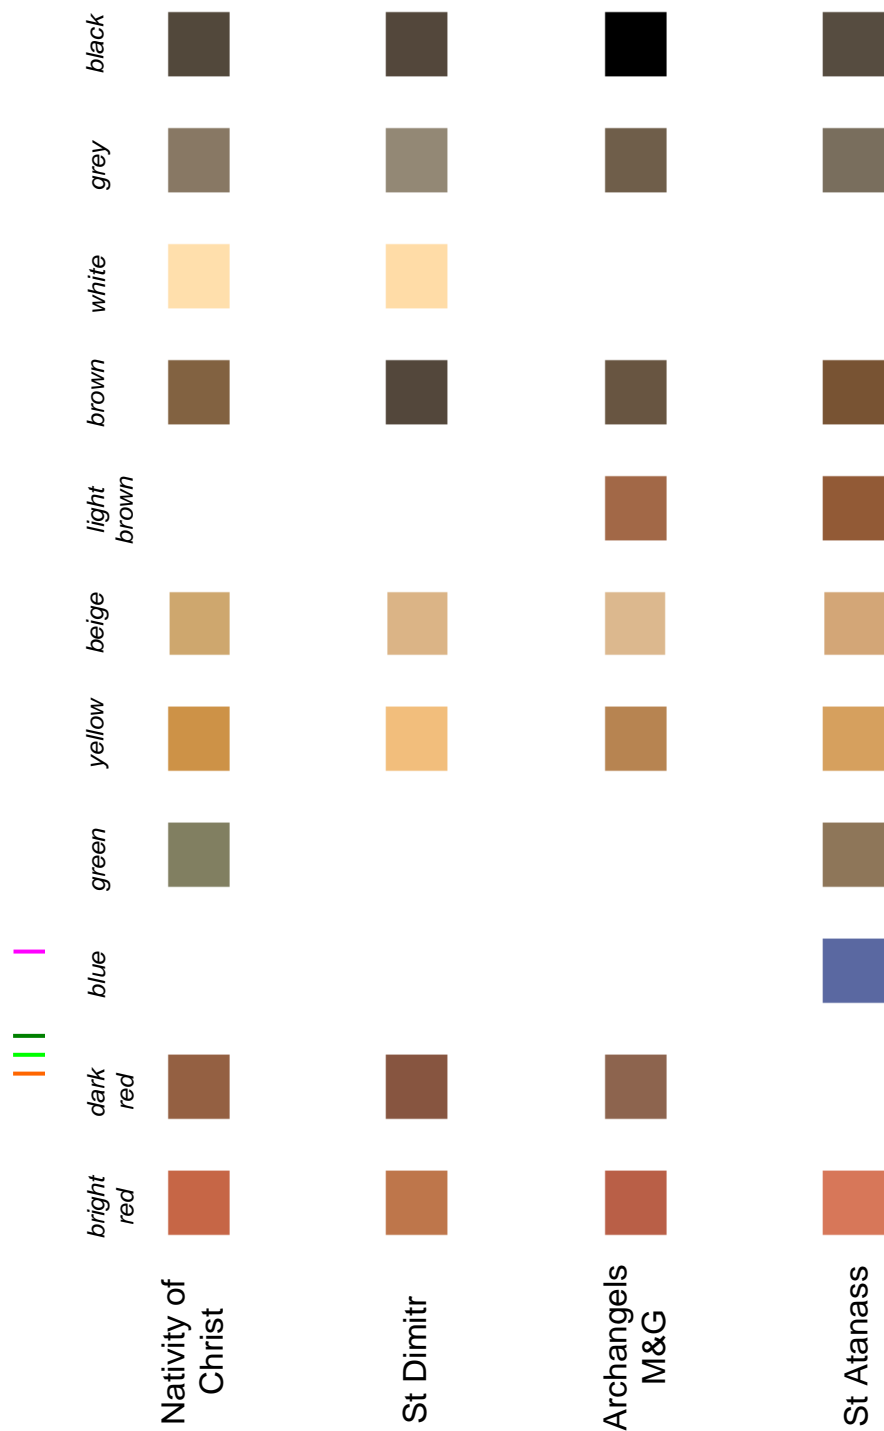 bright
red
dark
red
blue
green
yellow
beige
light
brown
brown
white
grey
black
Nativity of
Christ
St Dimitr
Archangels
M&G
St Atanass